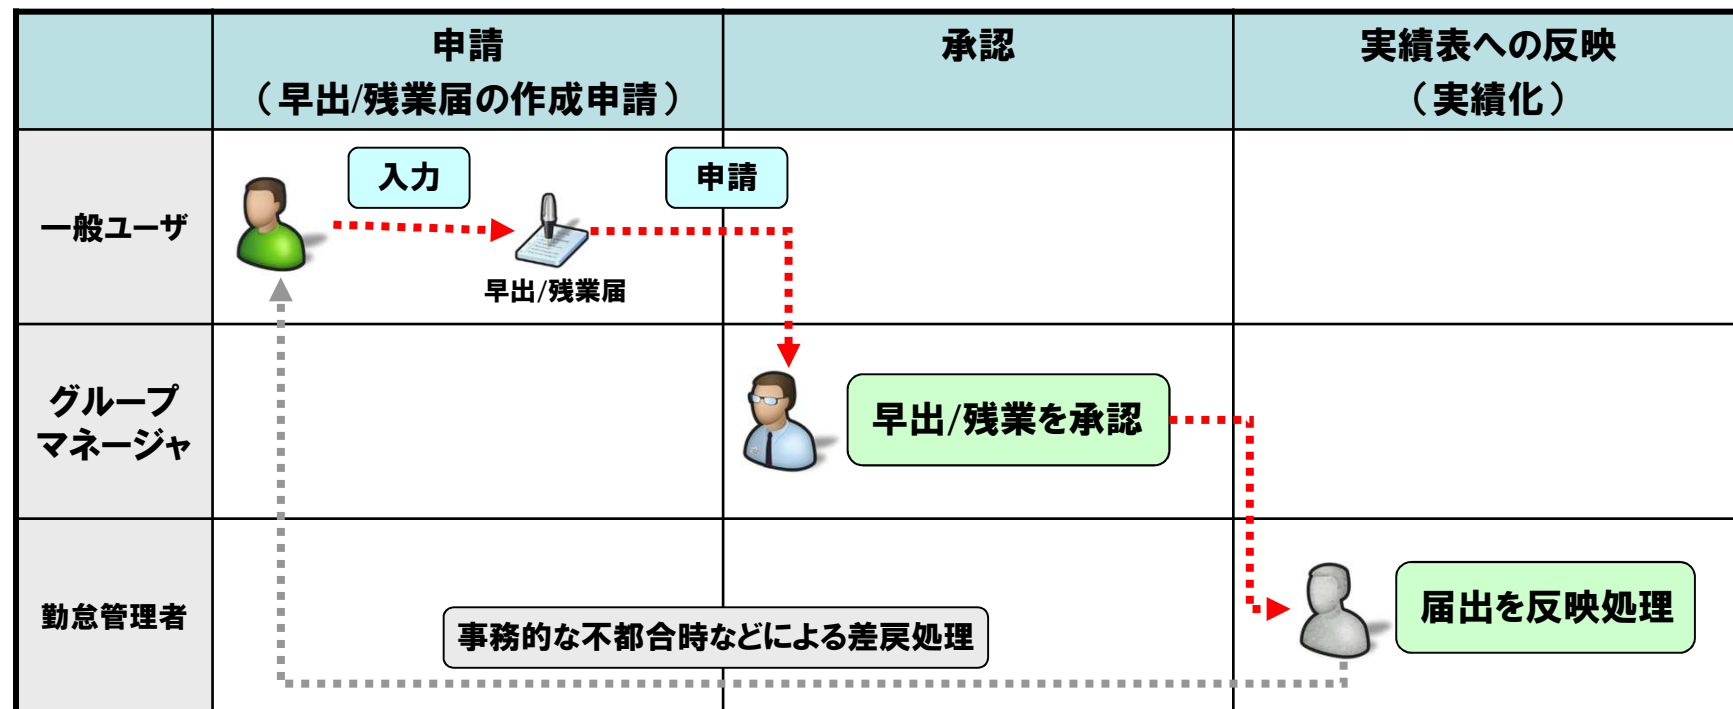 申請
（早出/残業届の作成申請）
承認
実績表への反映
（実績化）
一般ユーザ
入力
申請
早出/残業届
グループ
マネージャ
早出/残業を承認
勤怠管理者
事務的な不都合時などによる差戻処理
届出を反映処理